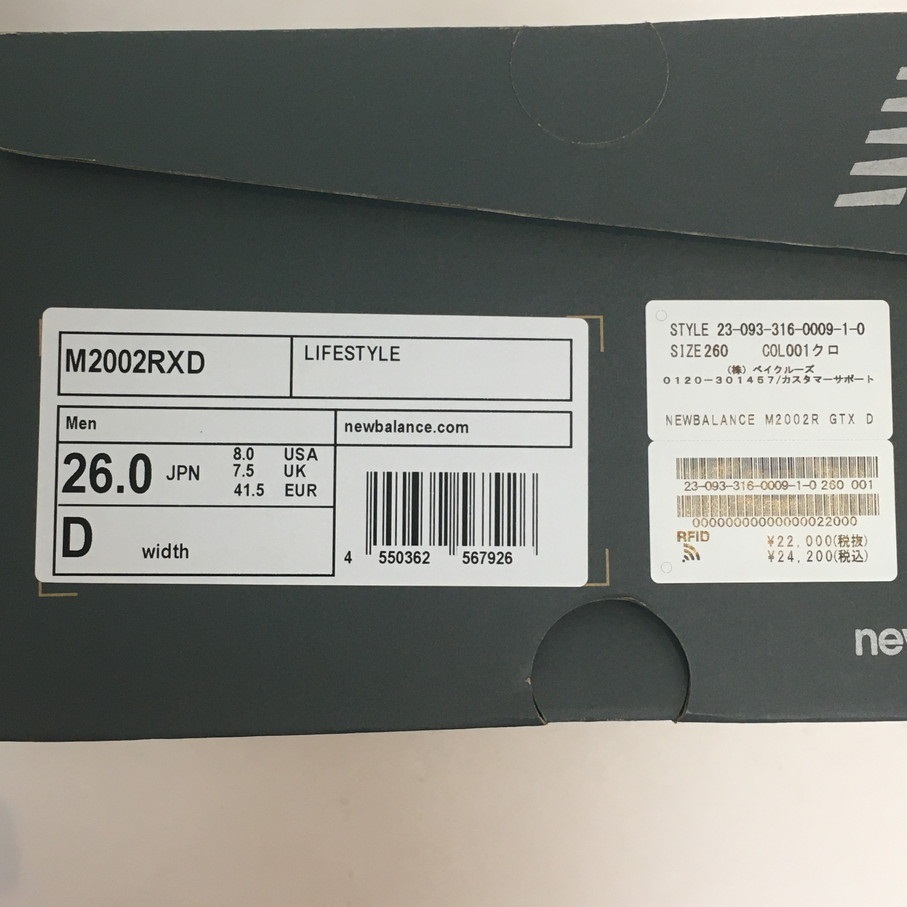 M2002RXD
LIFESTYLE
Men
newbalance.com
26.0 JPN
8.0 USA
7.5 UK
41.5 EUR
D width
4 550362 567926
STYLE 23-093-316-0009-1-0
SIZE260 COL001クロ
(株) ベイクルーズ
0120-301457/カスタマーサポート
NEWBALANCE M2002R GTX D
23-093-316-0009-1-0 260 001
00000000000000022000
RFID
¥22,000(税抜)
¥24,200(税込)
new